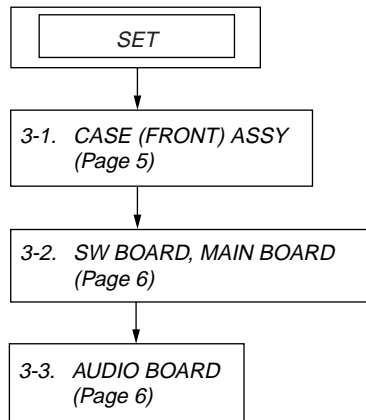 SET
3-1. CASE (FRONT) ASSY
(Page 5)
3-2. SW BOARD, MAIN BOARD
(Page 6)
3-3. AUDIO BOARD
(Page 6)